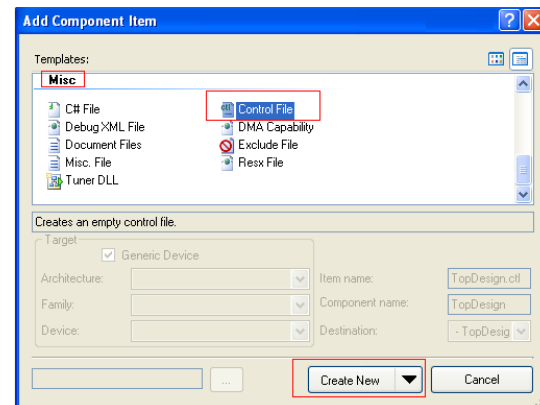 Add Component Item
Templates:
Misc
C# File
Control File
Debug XML File
DMA Capability
Document Files
Exclude File
Misc. File
Resx File
Tuner DLL
Creates an empty control file.
Target
Generic Device
Architecture:
Item name: TopDesign.ctl
Family:
Component name: TopDesign
Device:
Destination: - TopDesig
... Create New Cancel